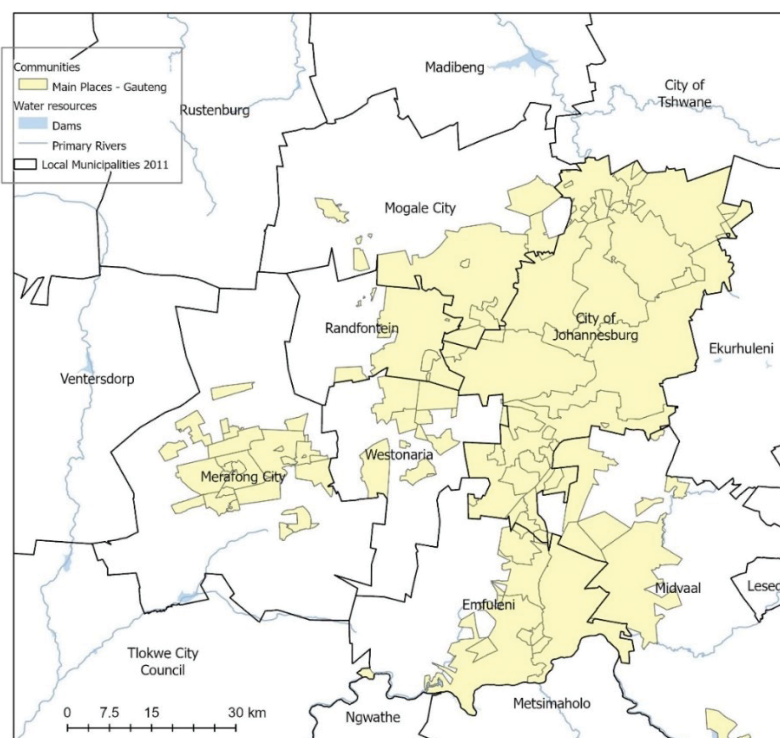 Communities
Main Places - Gauteng
Water resources
Dams
Primary Rivers
Local Municipalities 2011
Madibeng
City of
Tshwane
Rustenburg
Mogale City
Randfontein
City of
Johannesburg
Ekurhuleni
Ventersdorp
Westonaria
Merafong City
Emfuleni
Midvaal
Lesed
Tlokwe City
Council
Ngwathe
Metsimaholo
0 7.5 15 30 km